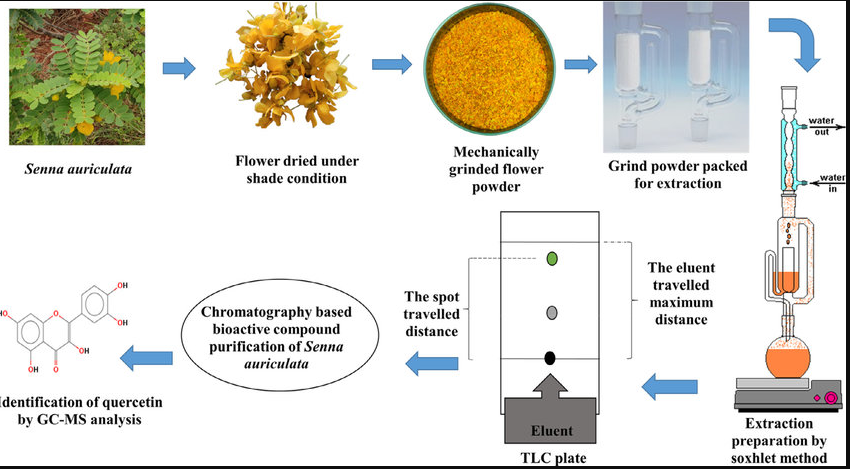 Senna auriculata
Flower dried under
shade condition
Mechanically
grinded flower
powder
Grind powder packed
for extraction
water
out
water
in
Extraction
preparation by
soxhlet method
The spot
travelled
distance
The eluent
travelled
maximum
distance
Eluent
TLC plate
Chromatography based
bioactive compound
purification of Senna
auriculata
OH
HO
O
OH
OH
OH
O
dentification of quercetin
by GC-MS analysis